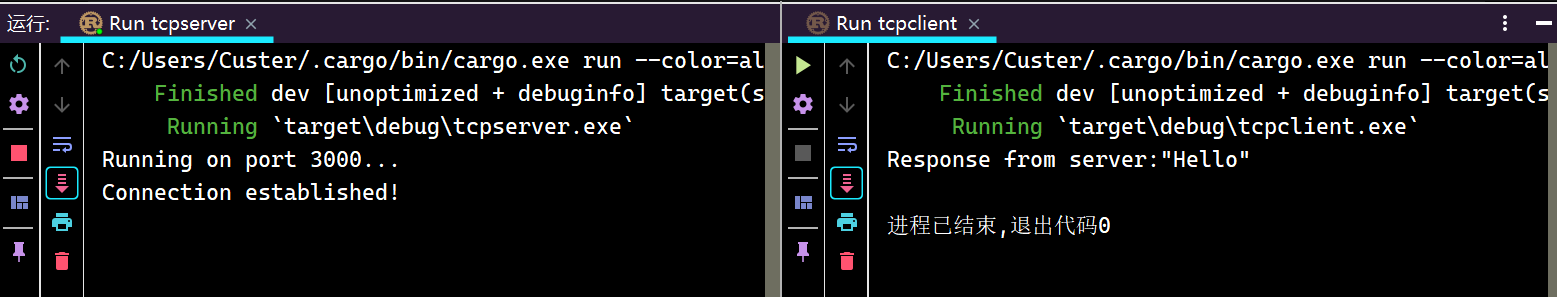 运行: Run tcpserver ×
C:/Users/Custer/.cargo/bin/cargo.exe run --color=al
Finished dev [unoptimized + debuginfo] target(s
Running `target\debug\tcpserver.exe`
Running on port 3000...
Connection established!
Run tcpclient ×
C:/Users/Custer/.cargo/bin/cargo.exe run --color=al
Finished dev [unoptimized + debuginfo] target(s
Running `target\debug\tcpclient.exe`
Response from server:"Hello"
进程已结束,退出代码0